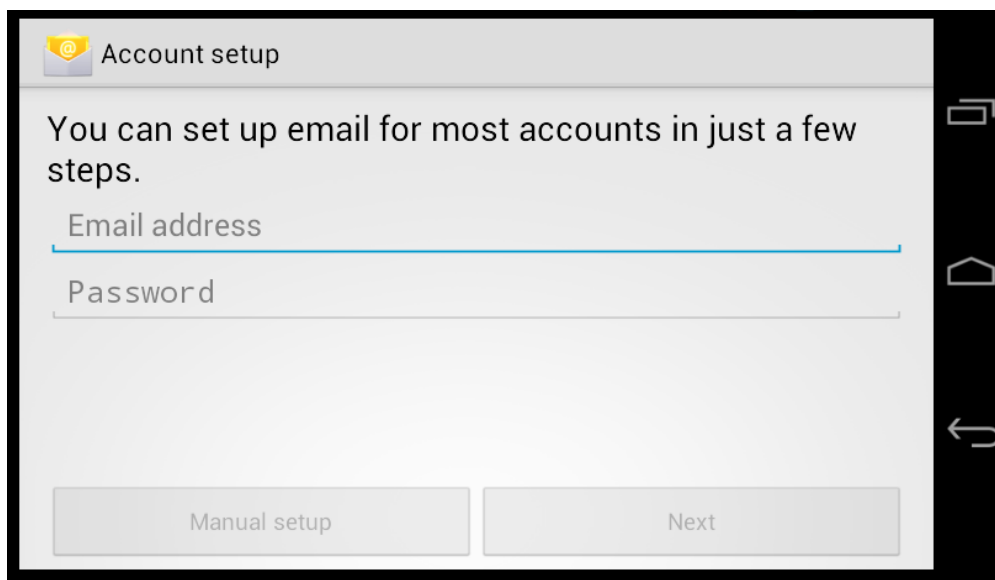 Account setup
You can set up email for most accounts in just a few
steps.
Email address
Password
Manual setup
Next